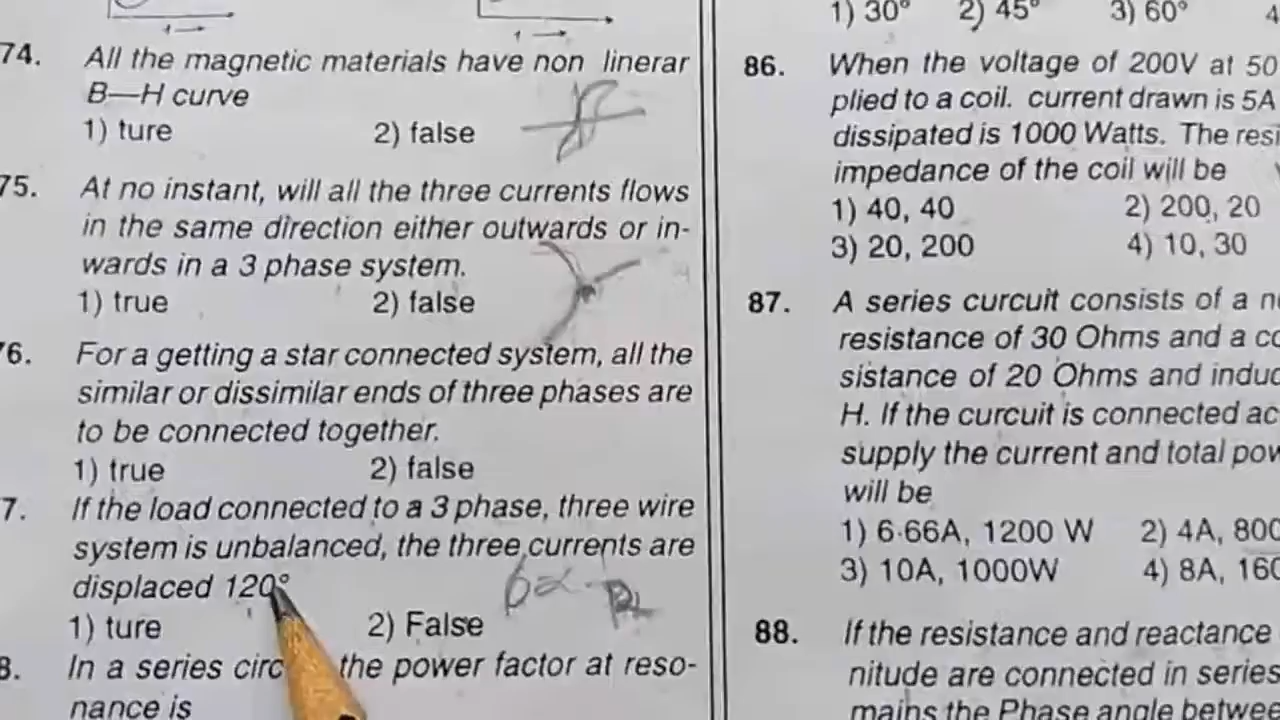 74. All the magnetic materials have non linerar
B—H curve
1) ture 2) false
75. At no instant, will all the three currents flows
in the same direction either outwards or in-
wards in a 3 phase system.
1) true 2) false
76. For a getting a star connected system, all the
similar or dissimilar ends of three phases are
to be connected together.
1) true 2) false
7. If the load connected to a 3 phase, three wire
system is unbalanced, the three currents are
displaced 120°
1) ture 2) False
8. In a series the power factor at reso-
nance is
1) 30° 2) 45° 3) 60° 4
86. When the voltage of 200V at 50
plied to a coil. current drawn is 5A
dissipated is 1000 Watts. The resi
impedance of the coil will be
1) 40, 40 2) 200, 20
3) 20, 200 4) 10, 30
87. A series curcuit consists of a n
resistance of 30 Ohms and a co
sistance of 20 Ohms and induc
H. If the curcuit is connected ac
supply the current and total pow
will be
1) 6·66A, 1200 W 2) 4A, 800
3) 10A, 1000W 4) 8A, 160
88. If the resistance and reactance
nitude are connected in series
mains the Phase angle betwee